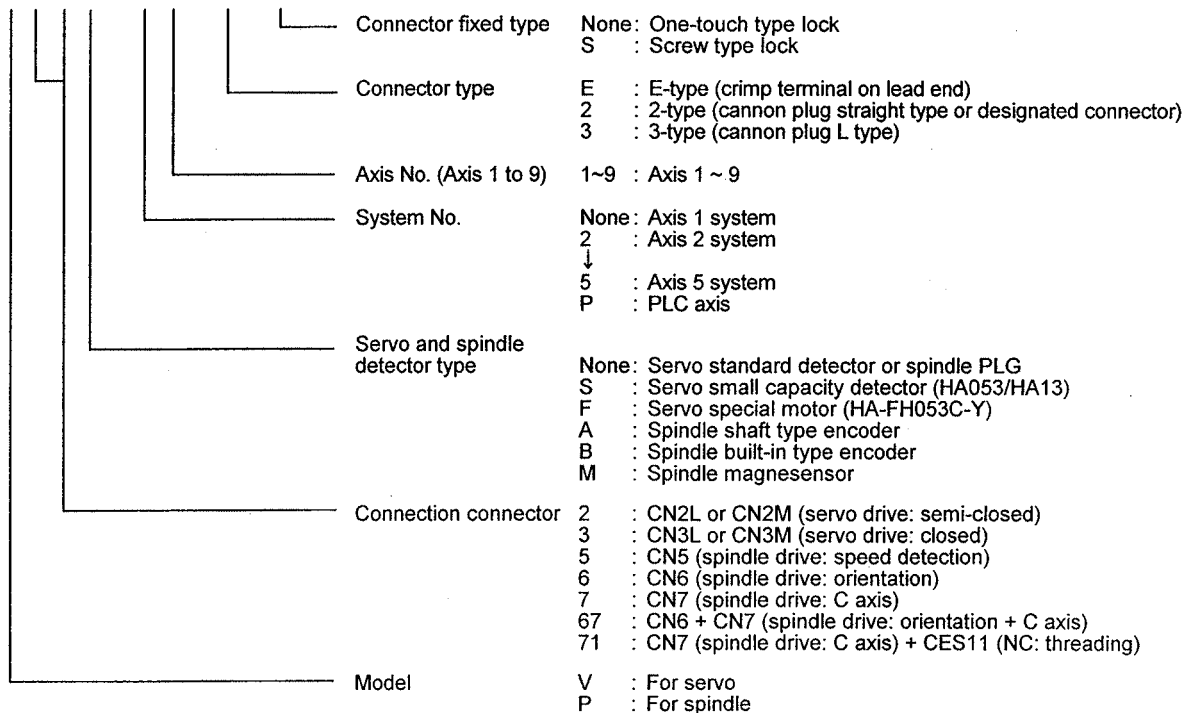 Connector fixed type None: One-touch type lock
S : Screw type lock
Connector type E : E-type (crimp terminal on lead end)
2 : 2-type (cannon plug straight type or designated connector)
3 : 3-type (cannon plug L type)
Axis No. (Axis 1 to 9) 1~9 : Axis 1 ~ 9
System No. None: Axis 1 system
2 : Axis 2 system
↓
5 : Axis 5 system
P : PLC axis
Servo and spindle
detector type None: Servo standard detector or spindle PLG
S : Servo small capacity detector (HA053/HA13)
F : Servo special motor (HA-FH053C-Y)
A : Spindle shaft type encoder
B : Spindle built-in type encoder
M : Spindle magnesensor
Connection connector 2 : CN2L or CN2M (servo drive: semi-closed)
3 : CN3L or CN3M (servo drive: closed)
5 : CN5 (spindle drive: speed detection)
6 : CN6 (spindle drive: orientation)
7 : CN7 (spindle drive: C axis)
67 : CN6 + CN7 (spindle drive: orientation + C axis)
71 : CN7 (spindle drive: C axis) + CES11 (NC: threading)
Model V : For servo
P : For spindle